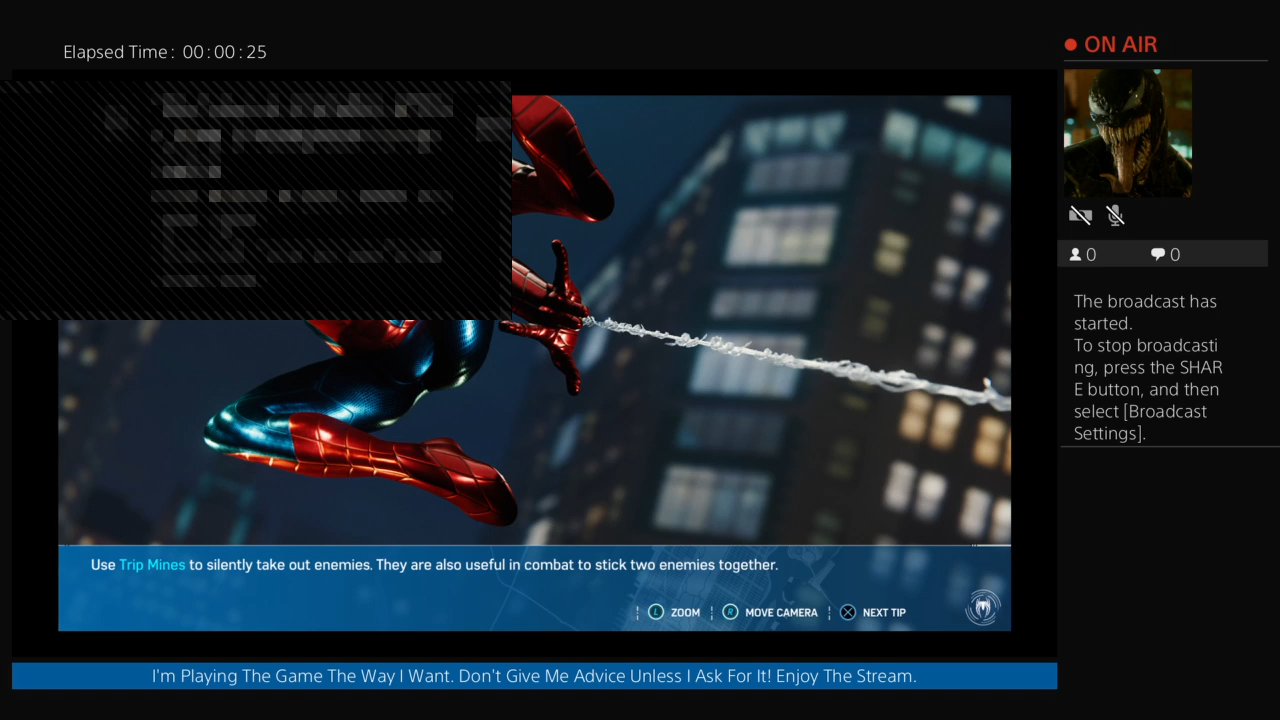 Elapsed Time: 00:00:25
ON AIR
0 0
The broadcast has
started.
To stop broadcasti
ng, press the SHAR
E button, and then
select [Broadcast
Settings].
Use Trip Mines to silently take out enemies. They are also useful in combat to stick two enemies together.
L ZOOM R MOVE CAMERA NEXT TIP
I'm Playing The Game The Way I Want. Don't Give Me Advice Unless I Ask For It! Enjoy The Stream.